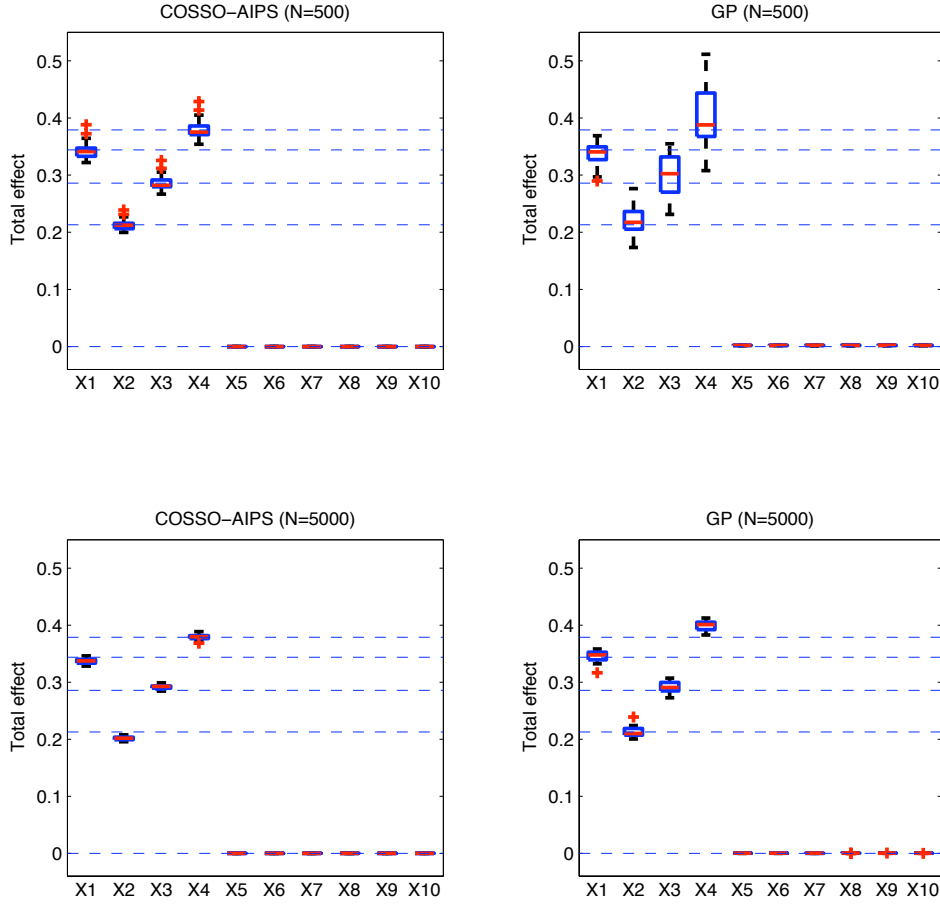 COSSO-AIPS (N=500)
Total effect
0.5
0.4
0.3
0.2
0.1
0
X1 X2 X3 X4 X5 X6 X7 X8 X9 X10
GP (N=500)
Total effect
0.5
0.4
0.3
0.2
0.1
0
X1 X2 X3 X4 X5 X6 X7 X8 X9 X10
COSSO-AIPS (N=5000)
Total effect
0.5
0.4
0.3
0.2
0.1
0
X1 X2 X3 X4 X5 X6 X7 X8 X9 X10
GP (N=5000)
Total effect
0.5
0.4
0.3
0.2
0.1
0
X1 X2 X3 X4 X5 X6 X7 X8 X9 X10